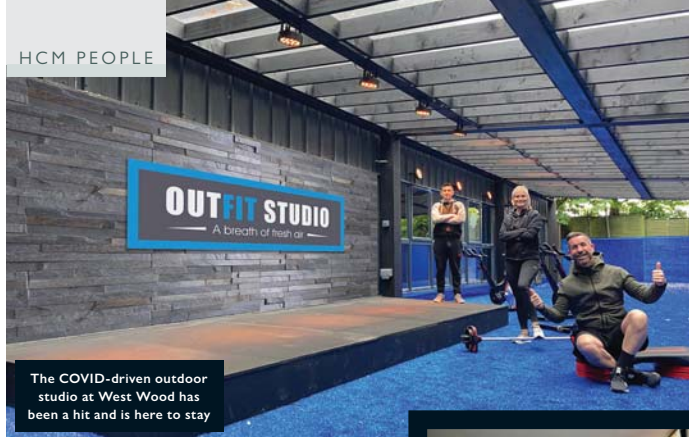 HCM PEOPLE
OUTFIT STUDIO
A breath of fresh air
The COVID-driven outdoor
studio at West Wood has
been a hit and is here to stay